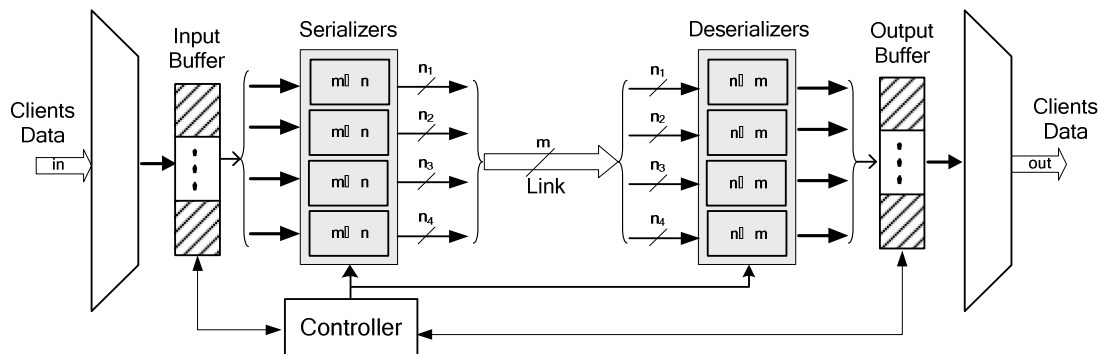 Clients
Data
in
Input
Buffer
Serializers
m▯ n
m▯ n
m▯ n
m▯ n
n₁
n₂
n₃
n₄
m
Link
n₁
n₂
n₃
n₄
Deserializers
n▯ m
n▯ m
n▯ m
n▯ m
Output
Buffer
Clients
Data
out
Controller